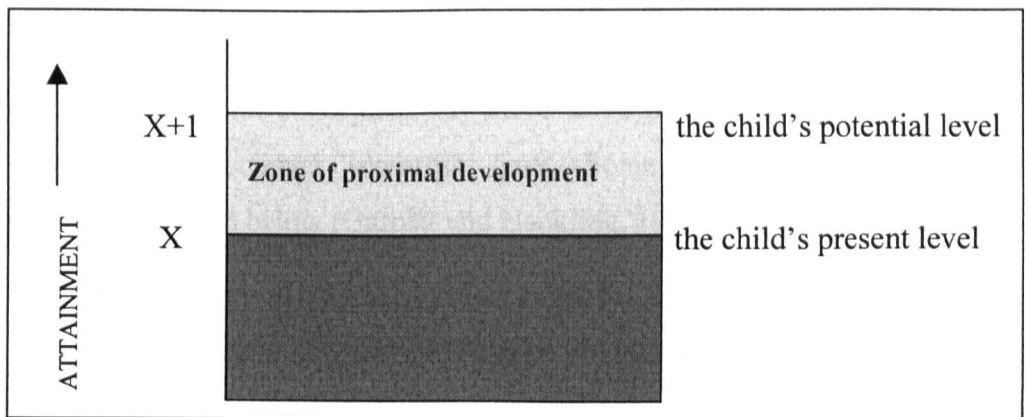 X+1
the child's potential level
Zone of proximal development
X
the child's present level
ATTAINMENT